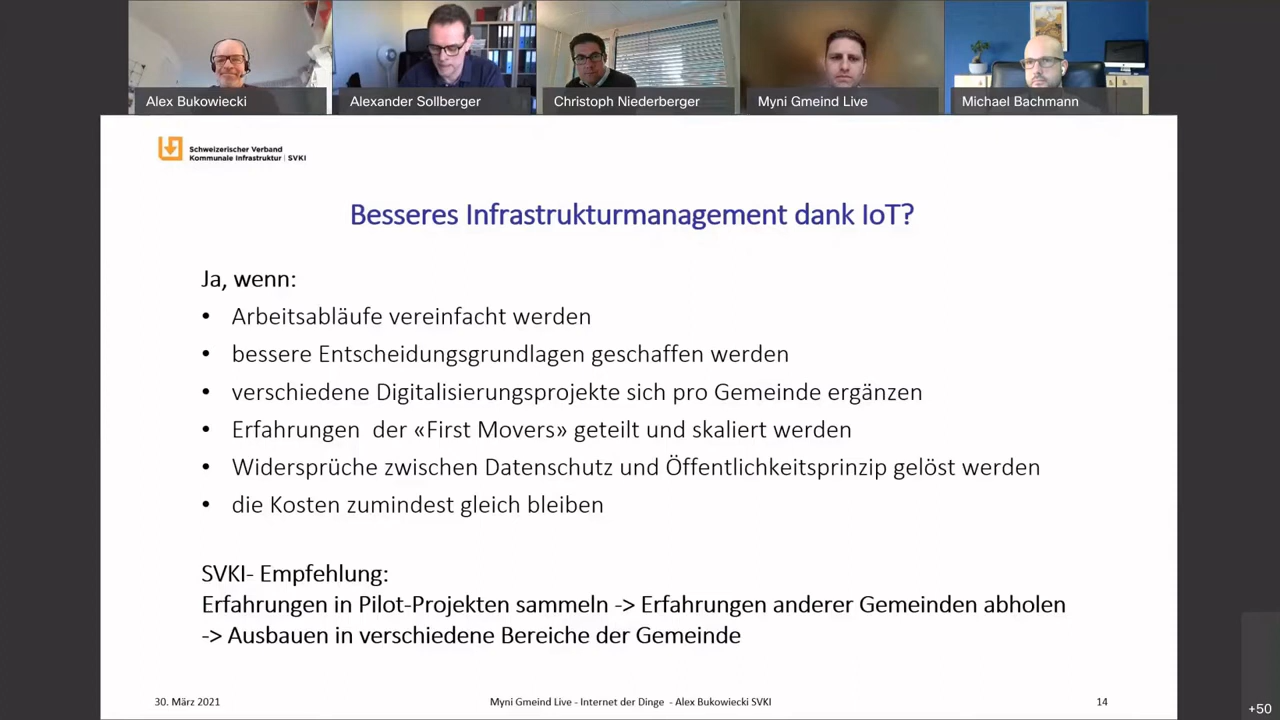 Alex Bukowiecki
Alexander Sollberger
Christoph Niederberger
Myni Gmeind Live
Michael Bachmann
Schweizerischer Verband
Kommunale Infrastruktur | SVKI
Besseres Infrastrukturmanagement dank IoT?
Ja, wenn:
• Arbeitsabläufe vereinfacht werden
• bessere Entscheidungsgrundlagen geschaffen werden
• verschiedene Digitalisierungsprojekte sich pro Gemeinde ergänzen
• Erfahrungen der «First Movers» geteilt und skaliert werden
• Widersprüche zwischen Datenschutz und Öffentlichkeitsprinzip gelöst werden
• die Kosten zumindest gleich bleiben
SVKI- Empfehlung:
Erfahrungen in Pilot-Projekten sammeln -> Erfahrungen anderer Gemeinden abholen
-> Ausbauen in verschiedene Bereiche der Gemeinde
30. März 2021
Myni Gmeind Live - Internet der Dinge - Alex Bukowiecki SVKI
14
+50